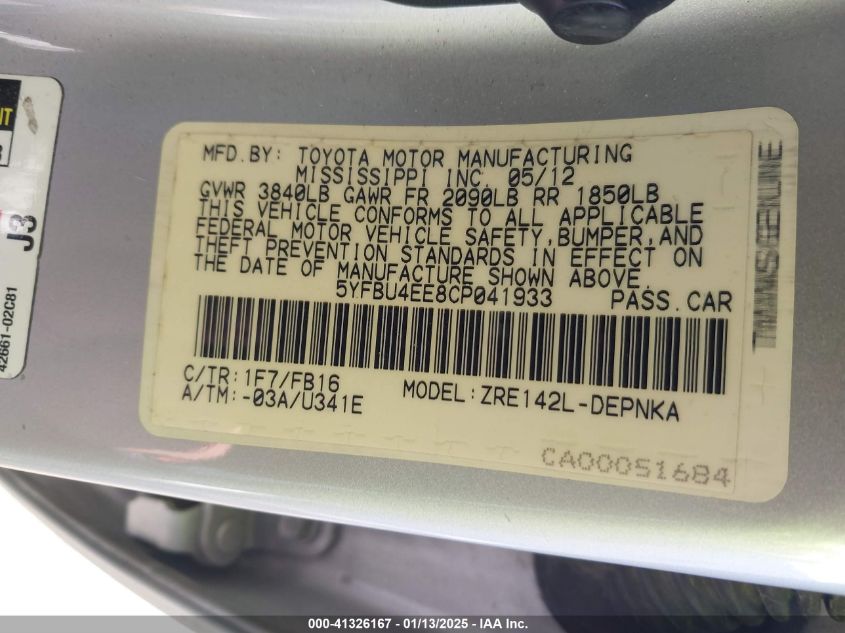 MFD.BY: TOYOTA MOTOR MANUFACTURING
MISSISSIPPI INC. 05/12
GVWR 3840LB GAWR FR 2090LB RR 1850LB
THIS VEHICLE CONFORMS TO ALL APPLICABLE
FEDERAL MOTOR VEHICLE SAFETY,BUMPER,AND
THEFT PREVENTION STANDARDS IN EFFECT ON
THE DATE OF MANUFACTURE SHOWN ABOVE.
5YFBU4EE8CP041933 PASS.CAR
C/TR:1F7/FB16
A/TM:-03A/U341E
MODEL:ZRE142L-DEPNKA
CA00051684
J3
42661-02C81
000-41326167 - 01/13/2025 - IAA Inc.